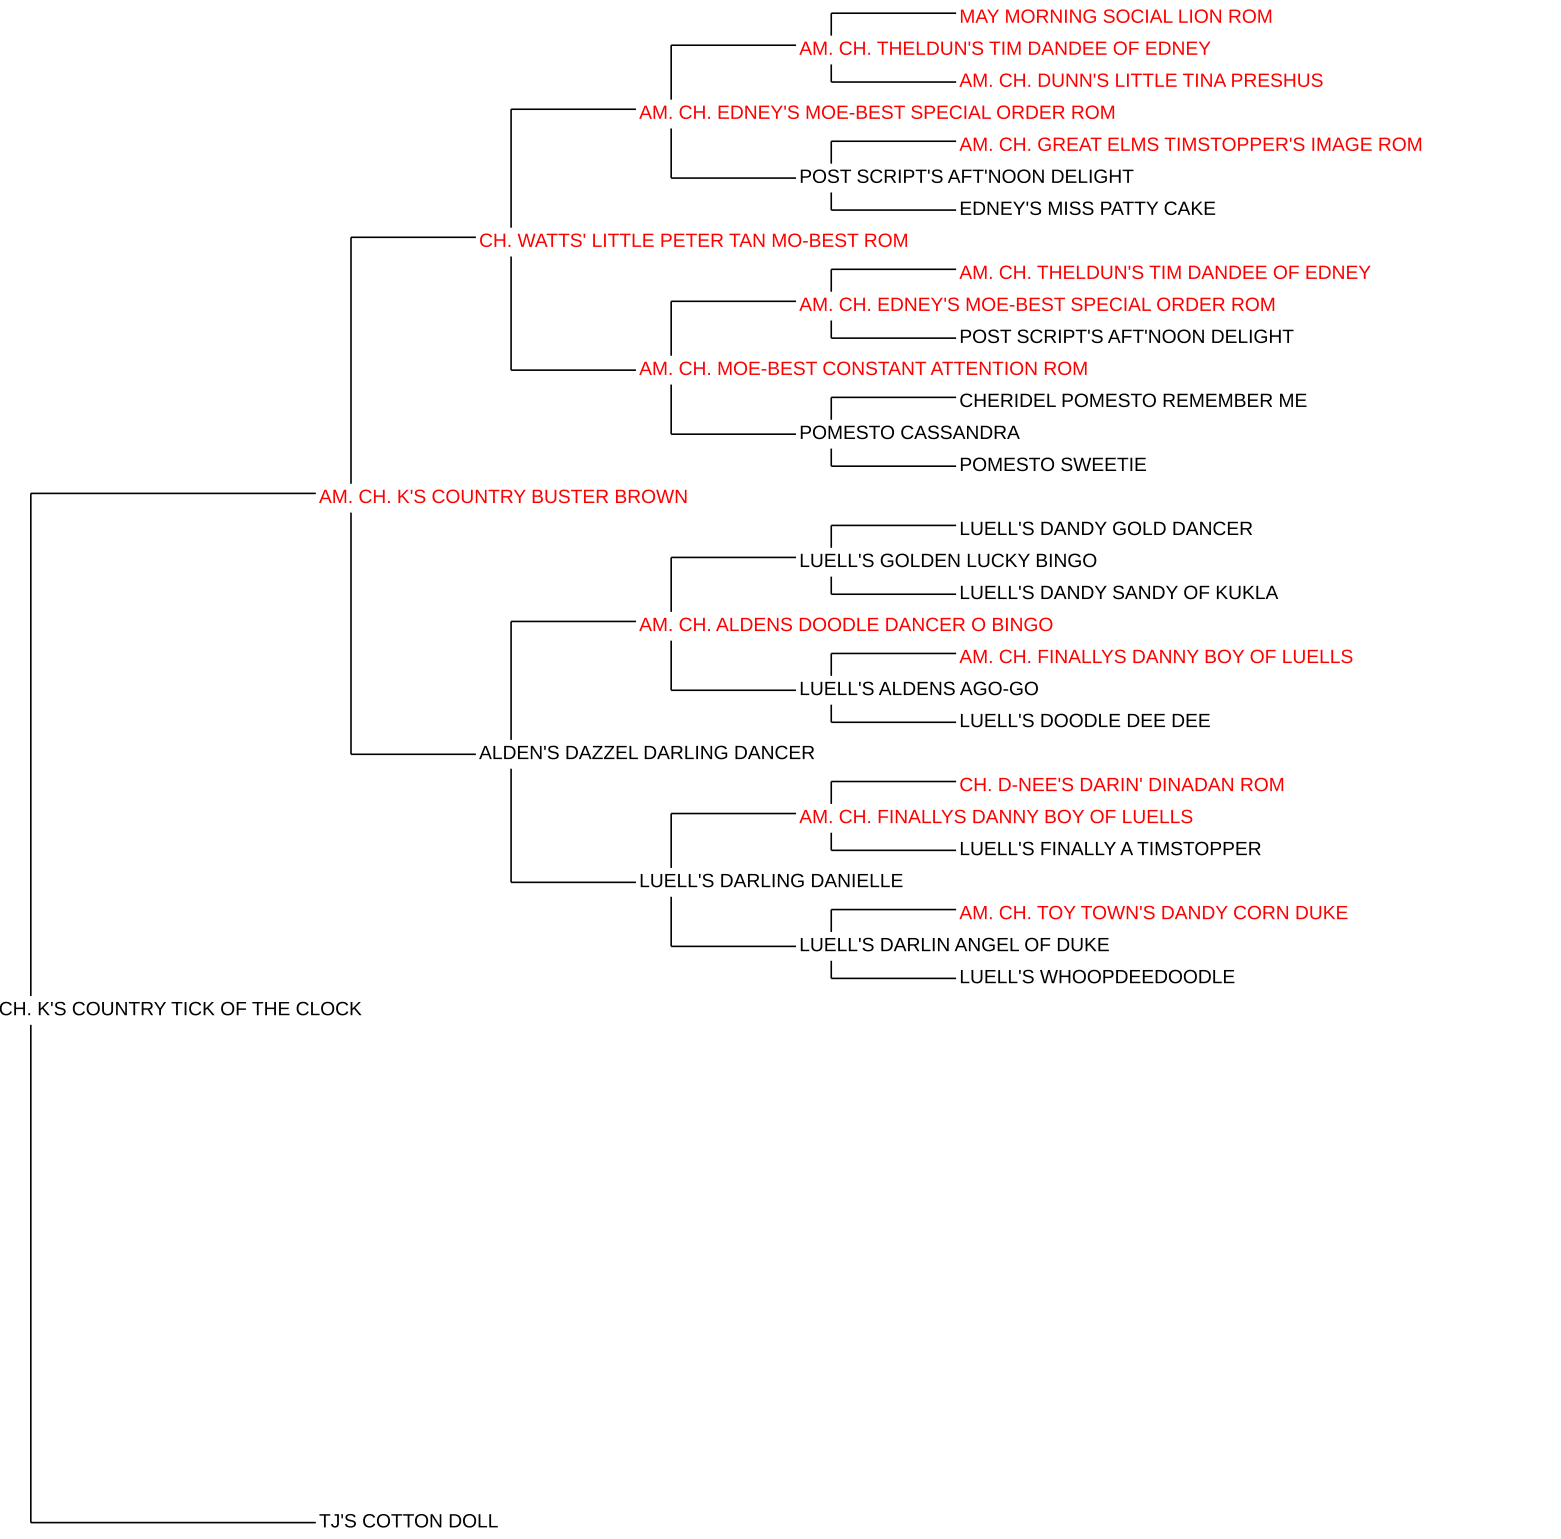 MAY MORNING SOCIAL LION ROM
AM. CH. THELDUN'S TIM DANDEE OF EDNEY
AM. CH. DUNN'S LITTLE TINA PRESHUS
AM. CH. EDNEY'S MOE-BEST SPECIAL ORDER ROM
AM. CH. GREAT ELMS TIMSTOPPER'S IMAGE ROM
POST SCRIPT'S AFT'NOON DELIGHT
EDNEY'S MISS PATTY CAKE
CH. WATTS' LITTLE PETER TAN MO-BEST ROM
AM. CH. THELDUN'S TIM DANDEE OF EDNEY
AM. CH. EDNEY'S MOE-BEST SPECIAL ORDER ROM
POST SCRIPT'S AFT'NOON DELIGHT
AM. CH. MOE-BEST CONSTANT ATTENTION ROM
CHERIDEL POMESTO REMEMBER ME
POMESTO CASSANDRA
POMESTO SWEETIE
AM. CH. K'S COUNTRY BUSTER BROWN
LUELL'S DANDY GOLD DANCER
LUELL'S GOLDEN LUCKY BINGO
LUELL'S DANDY SANDY OF KUKLA
AM. CH. ALDENS DOODLE DANCER O BINGO
AM. CH. FINALLYS DANNY BOY OF LUELLS
LUELL'S ALDENS AGO-GO
LUELL'S DOODLE DEE DEE
ALDEN'S DAZZEL DARLING DANCER
CH. D-NEE'S DARIN' DINADAN ROM
AM. CH. FINALLYS DANNY BOY OF LUELLS
LUELL'S FINALLY A TIMSTOPPER
LUELL'S DARLING DANIELLE
AM. CH. TOY TOWN'S DANDY CORN DUKE
LUELL'S DARLIN ANGEL OF DUKE
LUELL'S WHOOPDEEDOODLE
CH. K'S COUNTRY TICK OF THE CLOCK
TJ'S COTTON DOLL